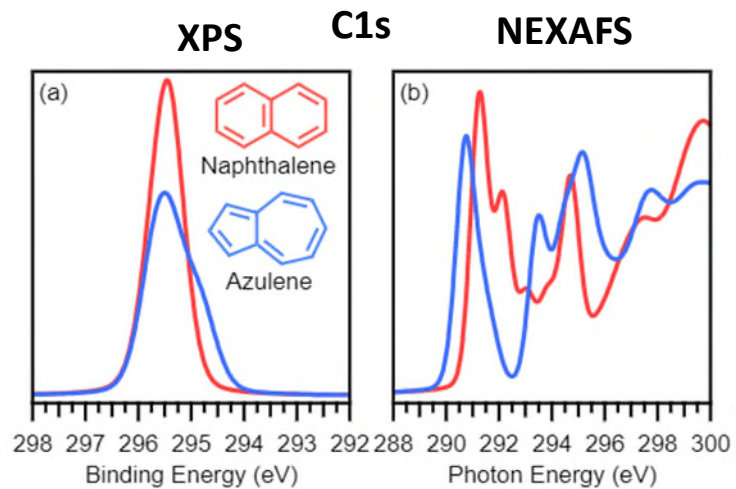 C1s
XPS NEXAFS
(a) (b)
Naphthalene
Azulene
298 297 296 295 294 293 292 288 290 292 294 296 298 300
Binding Energy (eV) Photon Energy (eV)